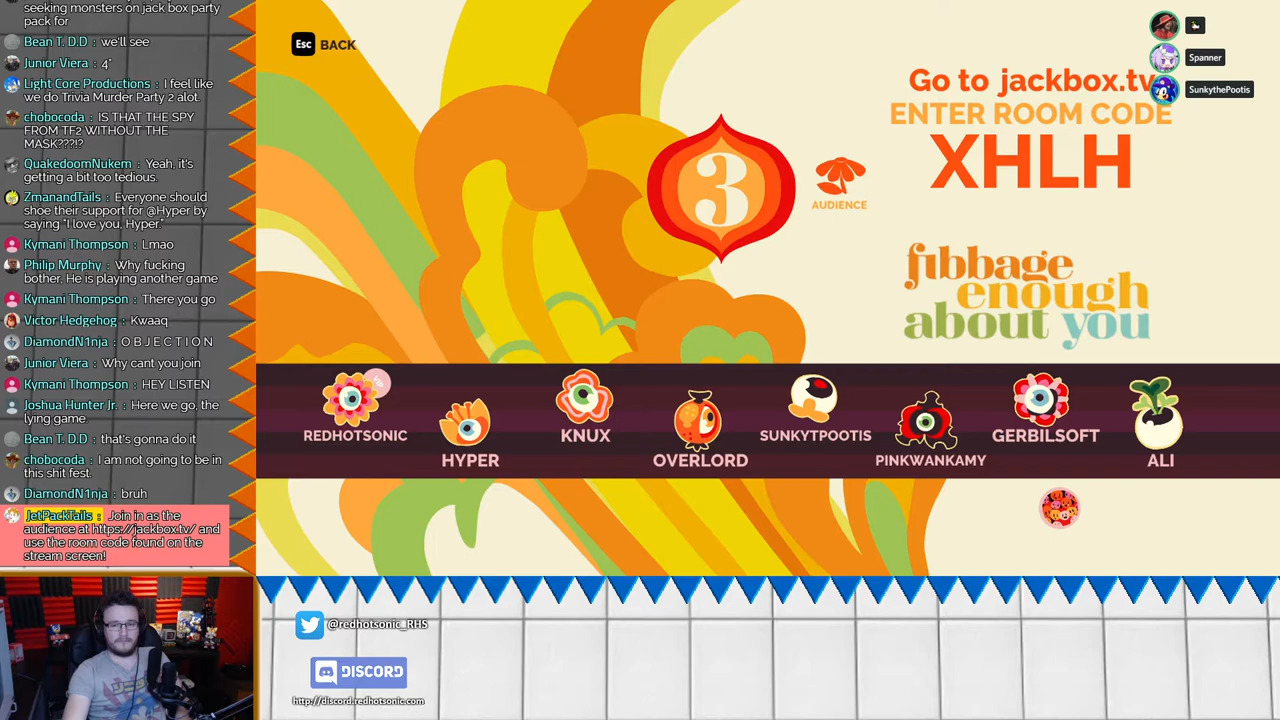 seeking monsters on jack box party
pack for
Bean T. D.D : we'll see
Junior Viera : 4*
Light Core Productions : I feel like
we do Trivia Murder Party 2 alot.
chobocoda : IS THAT THE SPY
FROM TF2 WITHOUT THE
MASK???!?
QuakedoomNukem : Yeah, it's
getting a bit too tedious.
ZmanandTails : Everyone should
shoe their support for Hyper by
saying "I love you, Hyper."
Kymani Thompson : Lmao
Philip Murphy : Why fucking
bother, He is playing another game
Kymani Thompson : There you go
Victor Hedgehog : Kwaaq
DiamondN1nja : O B J E C T I O N
Junior Viera : Why cant you join
Kymani Thompson : HEY LISTEN
Joshua Hunter Jr. : Here we go, the
lying game.
Bean T. D.D : that's gonna do it
chobocoda : I am not going to be in
this shit fest.
DiamondN1nja : bruh
JetPackTails : Join in as the
audience at https://jackbox.tv/ and
use the room code found on the
stream screen!
Esc BACK
Go to jackbox.tv
ENTER ROOM CODE
XHLH
Spanner
SunkythePootis
3
AUDIENCE
fibbage
enough
about you
VIP
REDHOTSONIC
HYPER
KNUX
OVERLORD
SUNKYTPOOTIS
PINKWANKAMY
GERBILSOFT
ALI
@redhotsonic_RHS
DISCORD
http://discord.redhotsonic.com